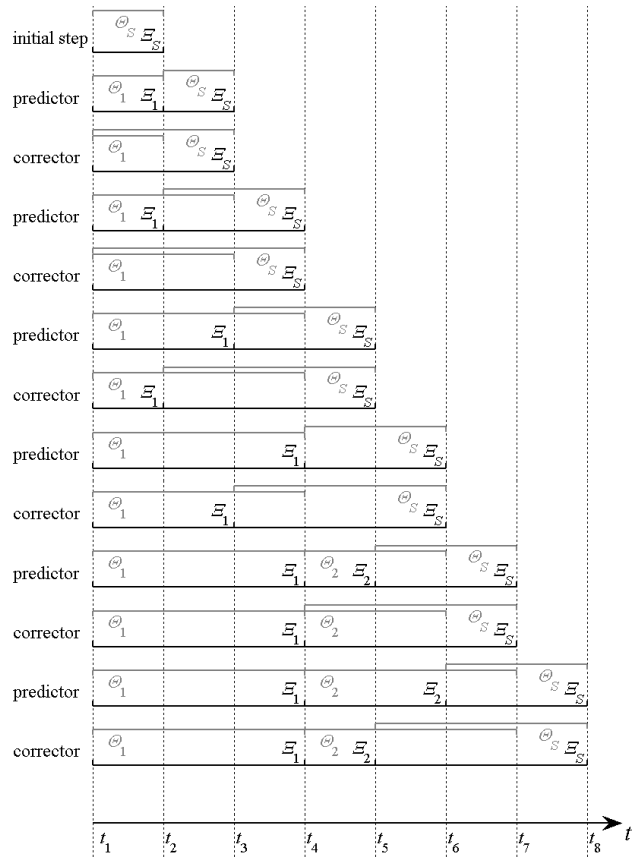 initial step Θ_S Ξ_S
predictor Θ_1 Ξ_1 Θ_S Ξ_S
corrector Θ_1 Θ_S Ξ_S
predictor Θ_1 Ξ_1 Θ_S Ξ_S
corrector Θ_1 Θ_S Ξ_S
predictor Θ_1 Ξ_1 Θ_S Ξ_S
corrector Θ_1 Ξ_1 Θ_S Ξ_S
predictor Θ_1 Ξ_1 Θ_S Ξ_S
corrector Θ_1 Ξ_1 Θ_S Ξ_S
predictor Θ_1 Ξ_1 Θ_2 Ξ_2 Θ_S Ξ_S
corrector Θ_1 Ξ_1 Θ_2 Θ_S Ξ_S
predictor Θ_1 Ξ_1 Θ_2 Ξ_2 Θ_S Ξ_S
corrector Θ_1 Ξ_1 Θ_2 Ξ_2 Θ_S Ξ_S
t_1 t_2 t_3 t_4 t_5 t_6 t_7 t_8 t